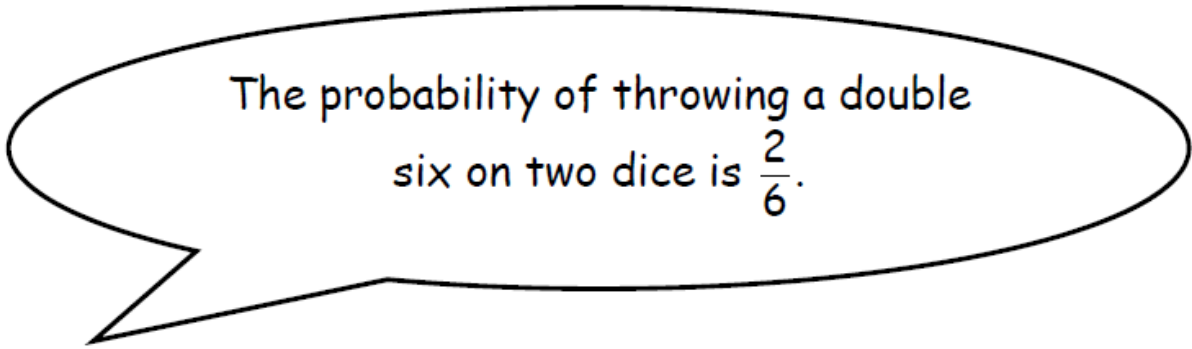 The probability of throwing a double
six on two dice is 2/6.